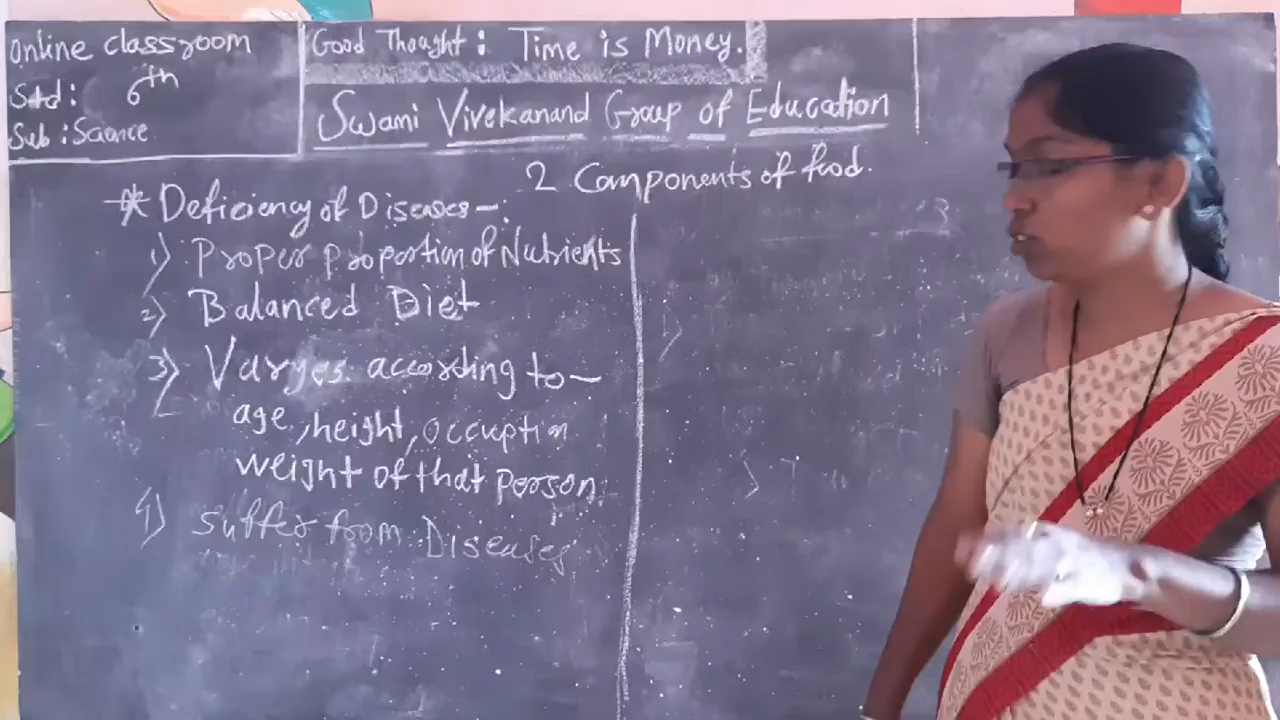 Online classroom
Std: 6th
Sub: Science
Good Thought: Time is Money.
Swami Vivekanand Group of Education
2 Components of food.
* Deficiency of Diseases -:
1) Proper proportion of Nutrients
2) Balanced Diet
3) Varyes according to -
age, height, occuption
weight of that person.
4) Suffer from Diseases